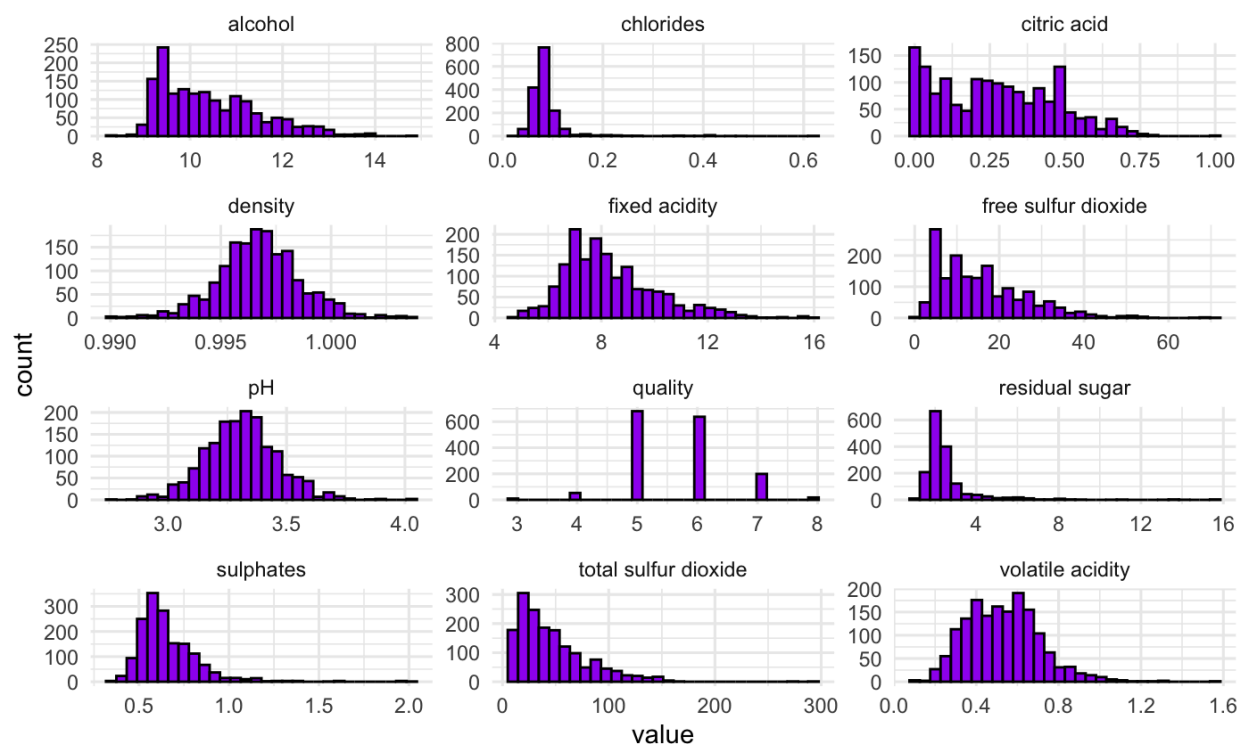 alcohol
250
200
150
100
50
0
8 10 12 14
chlorides
800
600
400
200
0
0.0 0.2 0.4 0.6
citric acid
150
100
50
0
0.00 0.25 0.50 0.75 1.00
density
150
100
50
0
0.990 0.995 1.000
fixed acidity
200
150
100
50
0
4 8 12 16
free sulfur dioxide
200
100
0
0 20 40 60
count
pH
200
150
100
50
0
3.0 3.5 4.0
quality
600
400
200
0
3 4 5 6 7 8
residual sugar
600
400
200
0
4 8 12 16
sulphates
300
200
100
0
0.5 1.0 1.5 2.0
total sulfur dioxide
300
200
100
0
0 100 200 300
volatile acidity
200
150
100
50
0
0.0 0.4 0.8 1.2 1.6
value